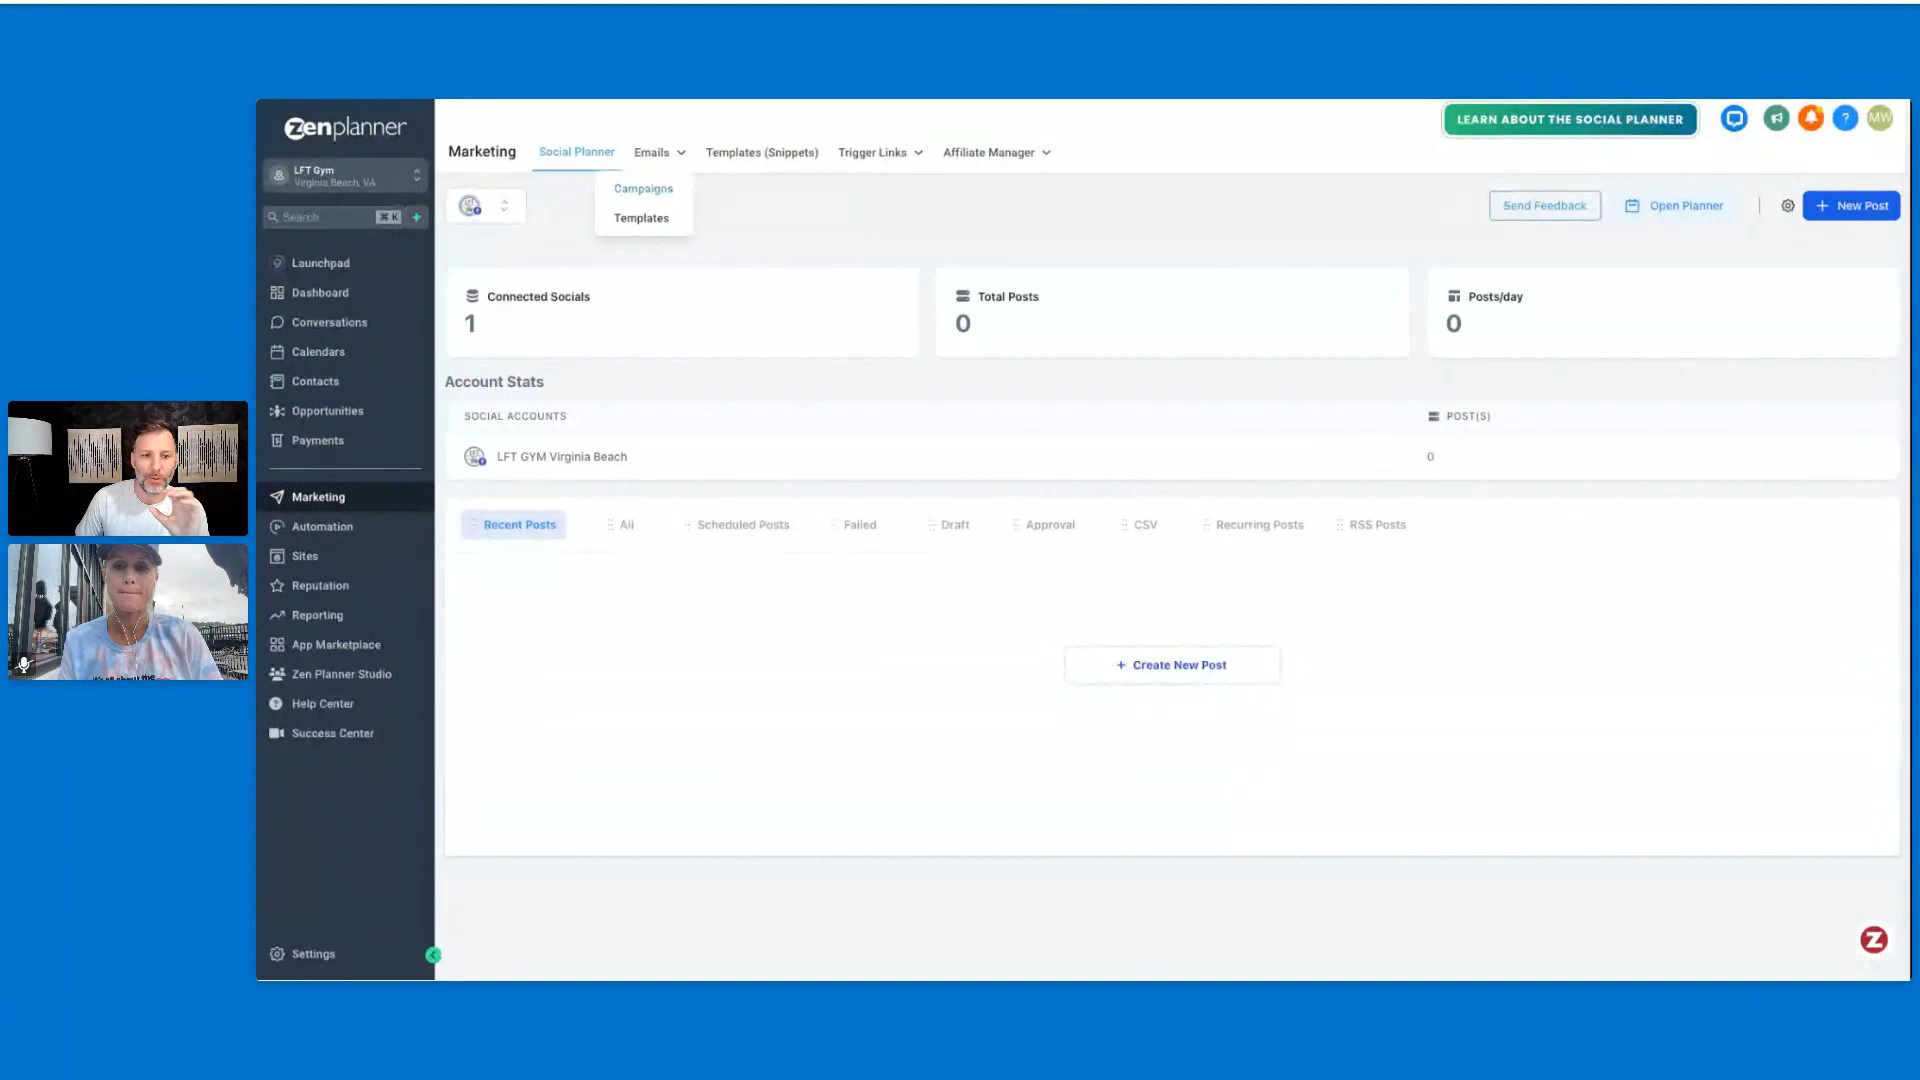 zenplanner
LFT Gym
Virginia Beach, VA
Search
⌘ K
Launchpad
Dashboard
Conversations
Calendars
Contacts
Opportunities
Payments
Marketing
Automation
Sites
Reputation
Reporting
App Marketplace
Zen Planner Studio
Help Center
Success Center
Settings
LEARN ABOUT THE SOCIAL PLANNER
?
MW
Marketing
Social Planner
Emails
Templates (Snippets)
Trigger Links
Affiliate Manager
Campaigns
Templates
Send Feedback
Open Planner
+ New Post
Connected Socials
1
Total Posts
0
Posts/day
0
Account Stats
SOCIAL ACCOUNTS
POST(S)
LFT GYM Virginia Beach
0
Recent Posts
All
Scheduled Posts
Failed
Draft
Approval
CSV
Recurring Posts
RSS Posts
+ Create New Post
Z
it's all about the